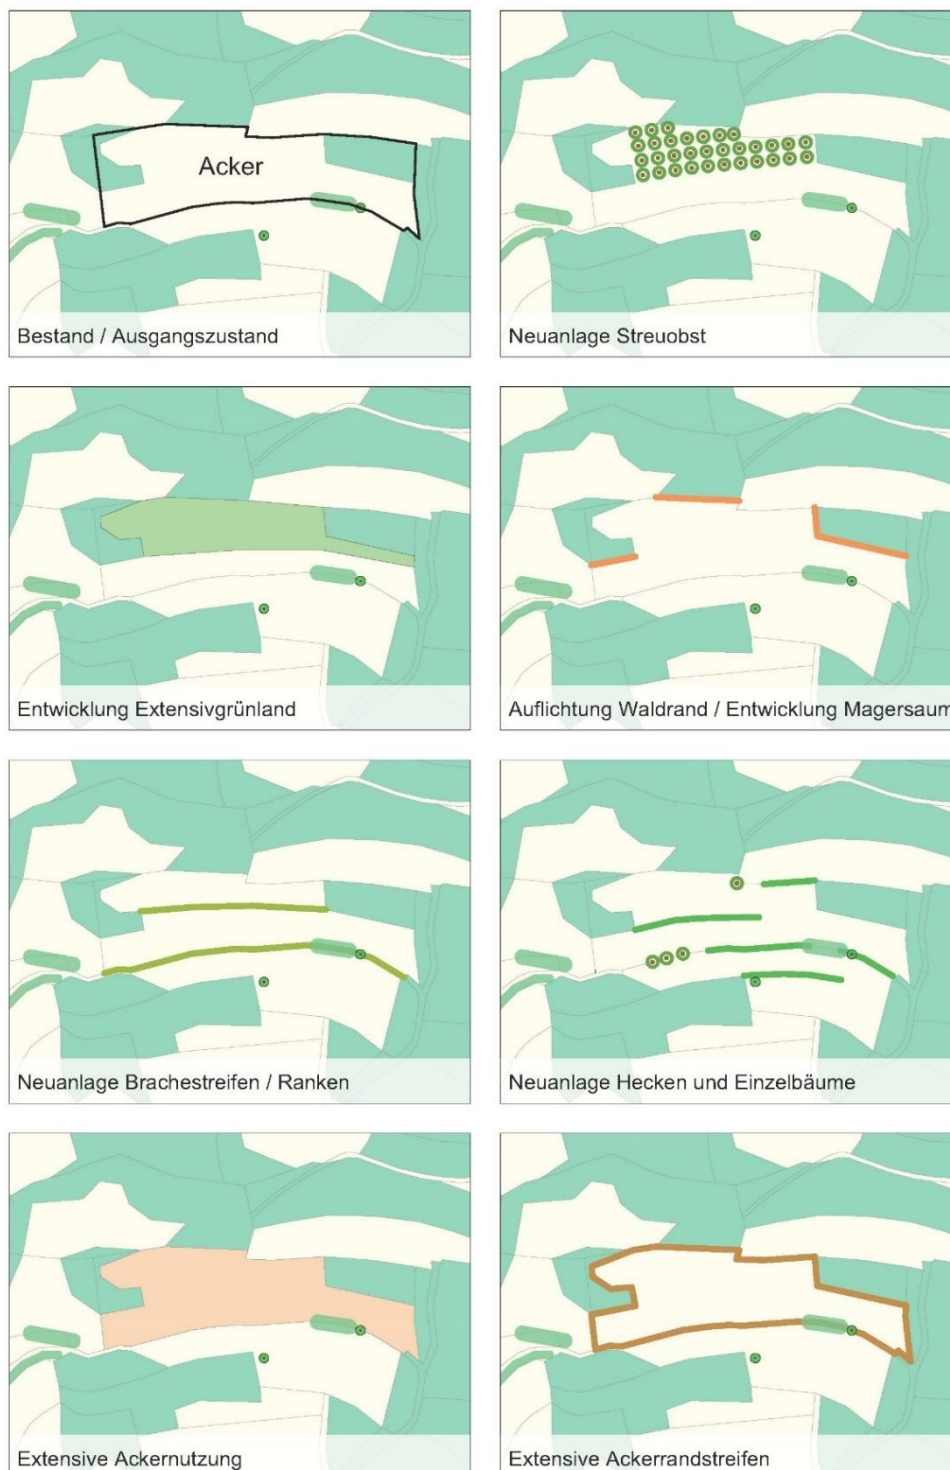 Acker
Bestand / Ausgangszustand
Neuanlage Streuobst
Entwicklung Extensivgrünland
Auflichtung Waldrand / Entwicklung Magersaum
Neuanlage Brachestreifen / Ranken
Neuanlage Hecken und Einzelbäume
Extensive Ackernutzung
Extensive Ackerrandstreifen